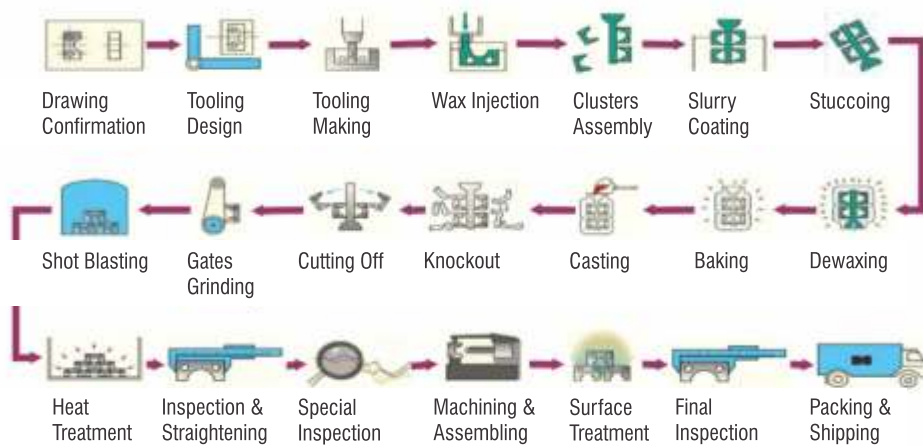 Drawing
Confirmation
Tooling
Design
Tooling
Making
Wax Injection
Clusters
Assembly
Slurry
Coating
Stuccoing
Shot Blasting
Gates
Grinding
Cutting Off
Knockout
Casting
Baking
Dewaxing
Heat
Treatment
Inspection &
Straightening
Special
Inspection
Machining &
Assembling
Surface
Treatment
Final
Inspection
Packing &
Shipping